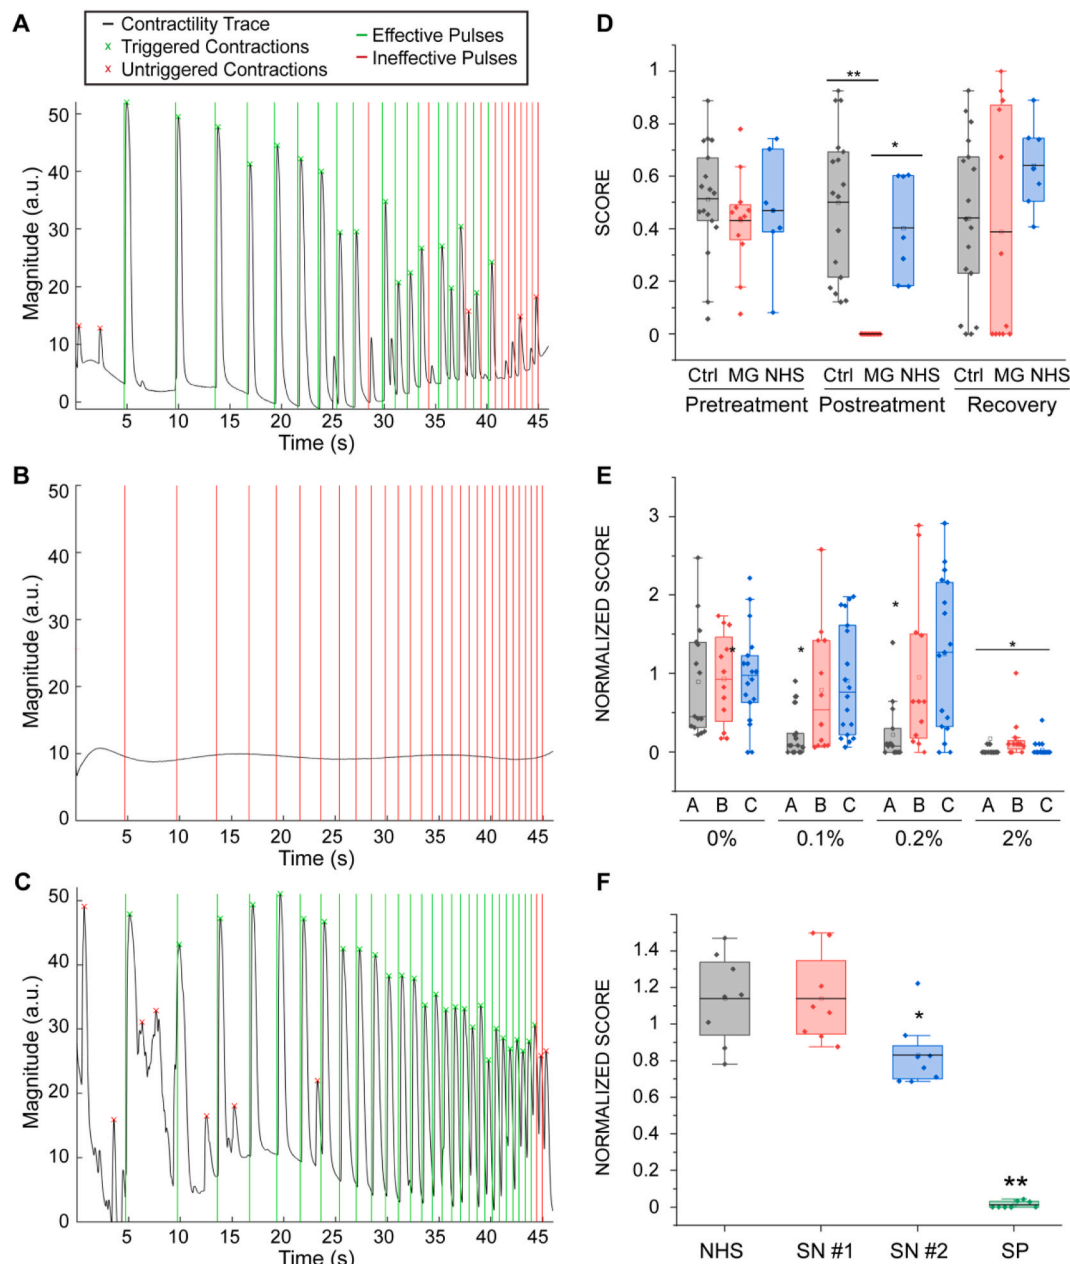 A
— Contractility Trace
x Triggered Contractions
x Untriggered Contractions
— Effective Pulses
— Ineffective Pulses
Magnitude (a.u.)
50
40
30
20
10
0
5 10 15 20 25 30 35 40 45
Time (s)
B
Magnitude (a.u.)
50
40
30
20
10
0
5 10 15 20 25 30 35 40 45
Time (s)
C
Magnitude (a.u.)
50
40
30
20
10
0
5 10 15 20 25 30 35 40 45
Time (s)
D
SCORE
1
0.8
0.6
0.4
0.2
0
**
*
Ctrl MG NHS Ctrl MG NHS Ctrl MG NHS
Pretreatment Postreatment Recovery
E
NORMALIZED SCORE
3
2
1
0
* * * *
A B C A B C A B C A B C
0% 0.1% 0.2% 2%
F
NORMALIZED SCORE
1.4
1.2
1
0.8
0.6
0.4
0.2
0
*
**
NHS SN #1 SN #2 SP